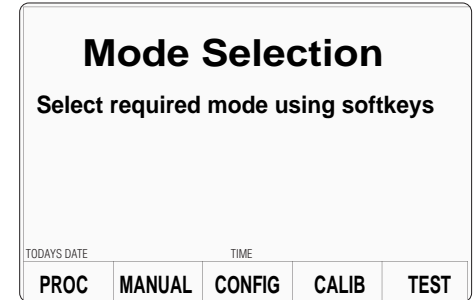 Mode Selection
Select required mode using softkeys
TODAYS DATE TIME
PROC MANUAL CONFIG CALIB TEST